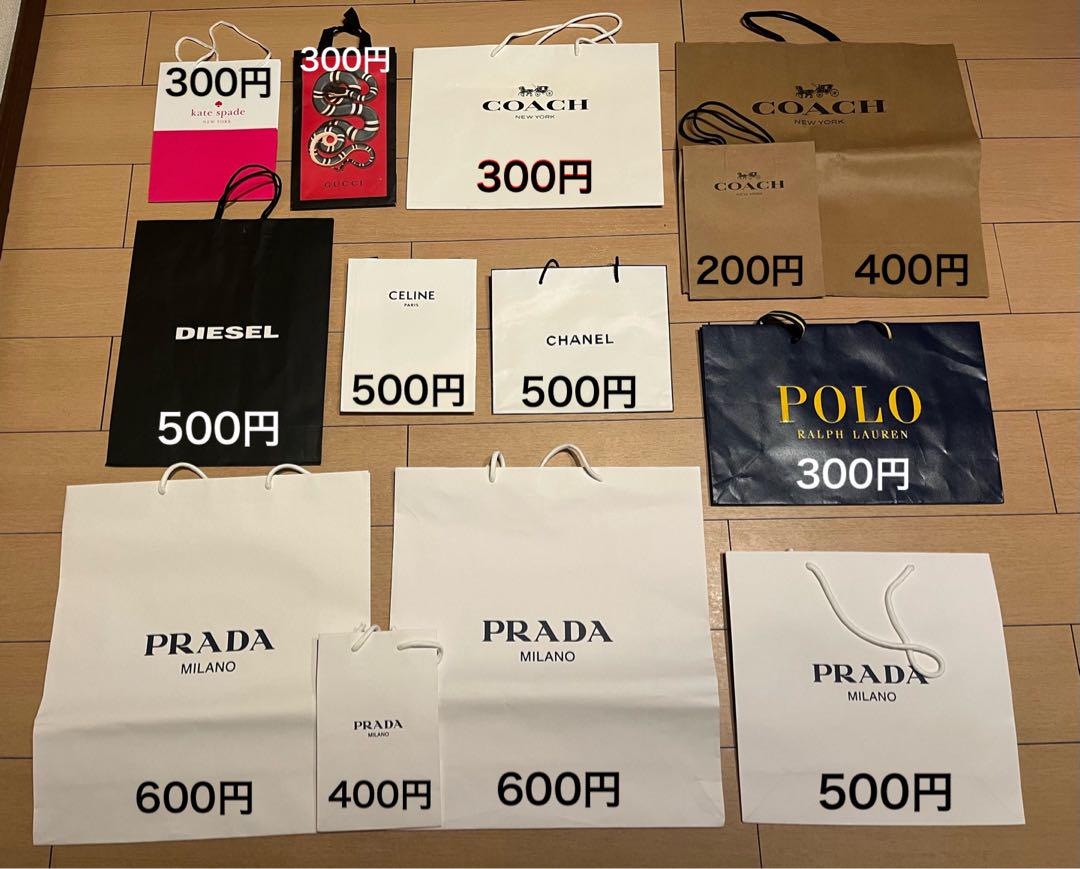 300円
kate spade
NEW YORK
300円
GUCCI
COACH
NEW YORK
300円
COACH
NEW YORK
400円
COACH
NEW YORK
200円
DIESEL
500円
CELINE
PARIS
500円
CHANEL
500円
POLO
RALPH LAUREN
300円
PRADA
MILANO
600円
PRADA
MILANO
400円
PRADA
MILANO
600円
PRADA
MILANO
500円